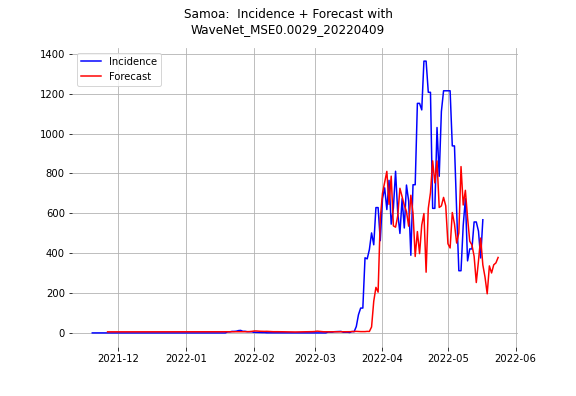 Samoa:  Incidence + Forecast with
WaveNet_MSE0.0029_20220409
1400
1200
1000
800
600
400
200
0
Incidence
Forecast
2021-12 2022-01 2022-02 2022-03 2022-04 2022-05 2022-06